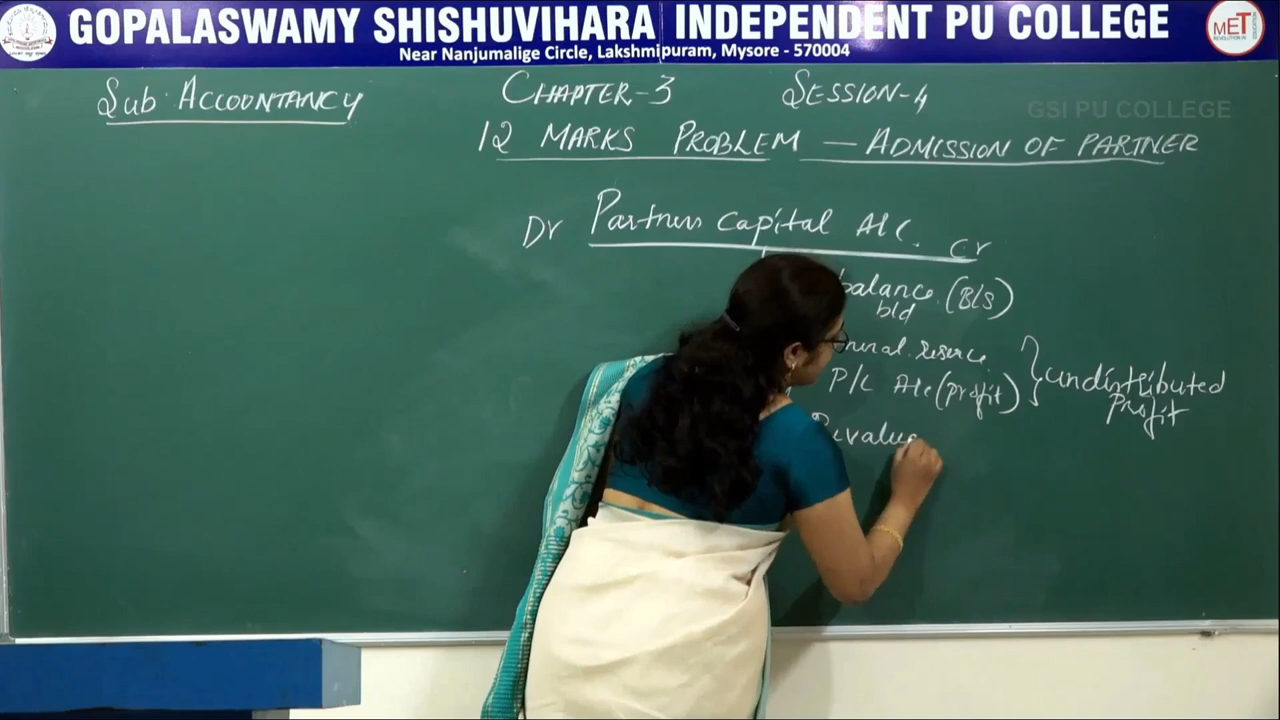 GOPALASWAMY SHISHUVIHARA INDEPENDENT PU COLLEGE
Near Nanjumalige Circle, Lakshmipuram, Mysore - 570004
MET
Sub. ACCOUNTANCY
CHAPTER-3 SESSION-4
GSI PU COLLEGE
12 MARKS PROBLEM — ADMISSION OF PARTNER
Dr Partners Capital A/c. Cr
balance (B/S)
b/d
reserve
P/L A/c (profit) } undistributed
Profit